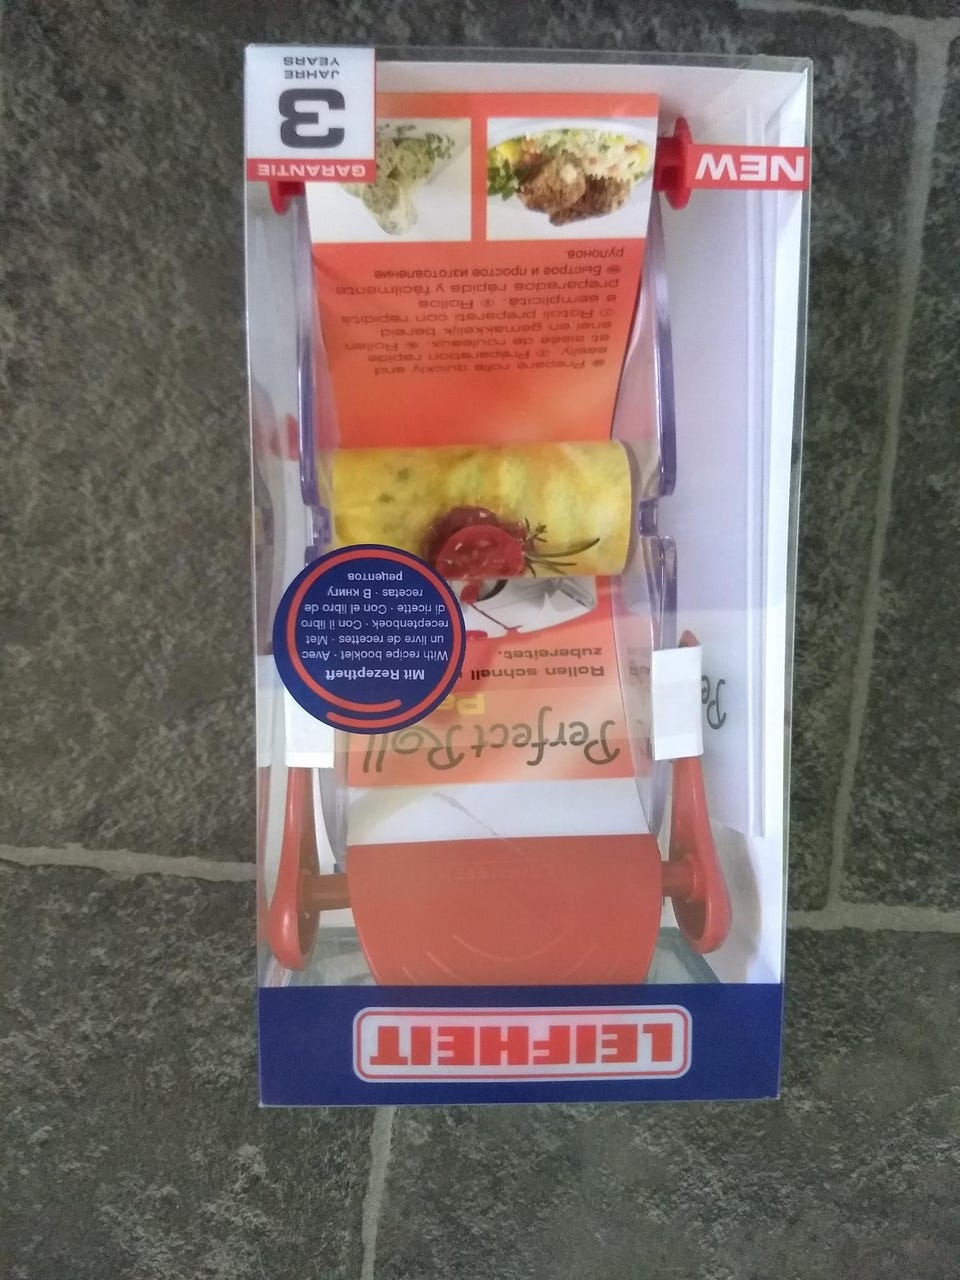 LEIFHEIT
Perfect Roll
Rollen schnell
zubereitet.
Mit Rezeptheft
With recipe booklet · Avec
un livre de recettes · Met
receptenboek · Con il libro
di ricette · Con el libro de
recetas · В книгу
рецептов
Prepare rolls quickly and
easily. Préparation rapide
et aisée de rouleaux. Rollen
snel en gemakkelijk bereid.
Rotoli preparati con rapidità
e semplicità. Rollos
preparados rápida y fácilmente.
Быстрое и простое изготовление
рулонов.
NEW
GARANTIE
3
JAHRE
YEARS